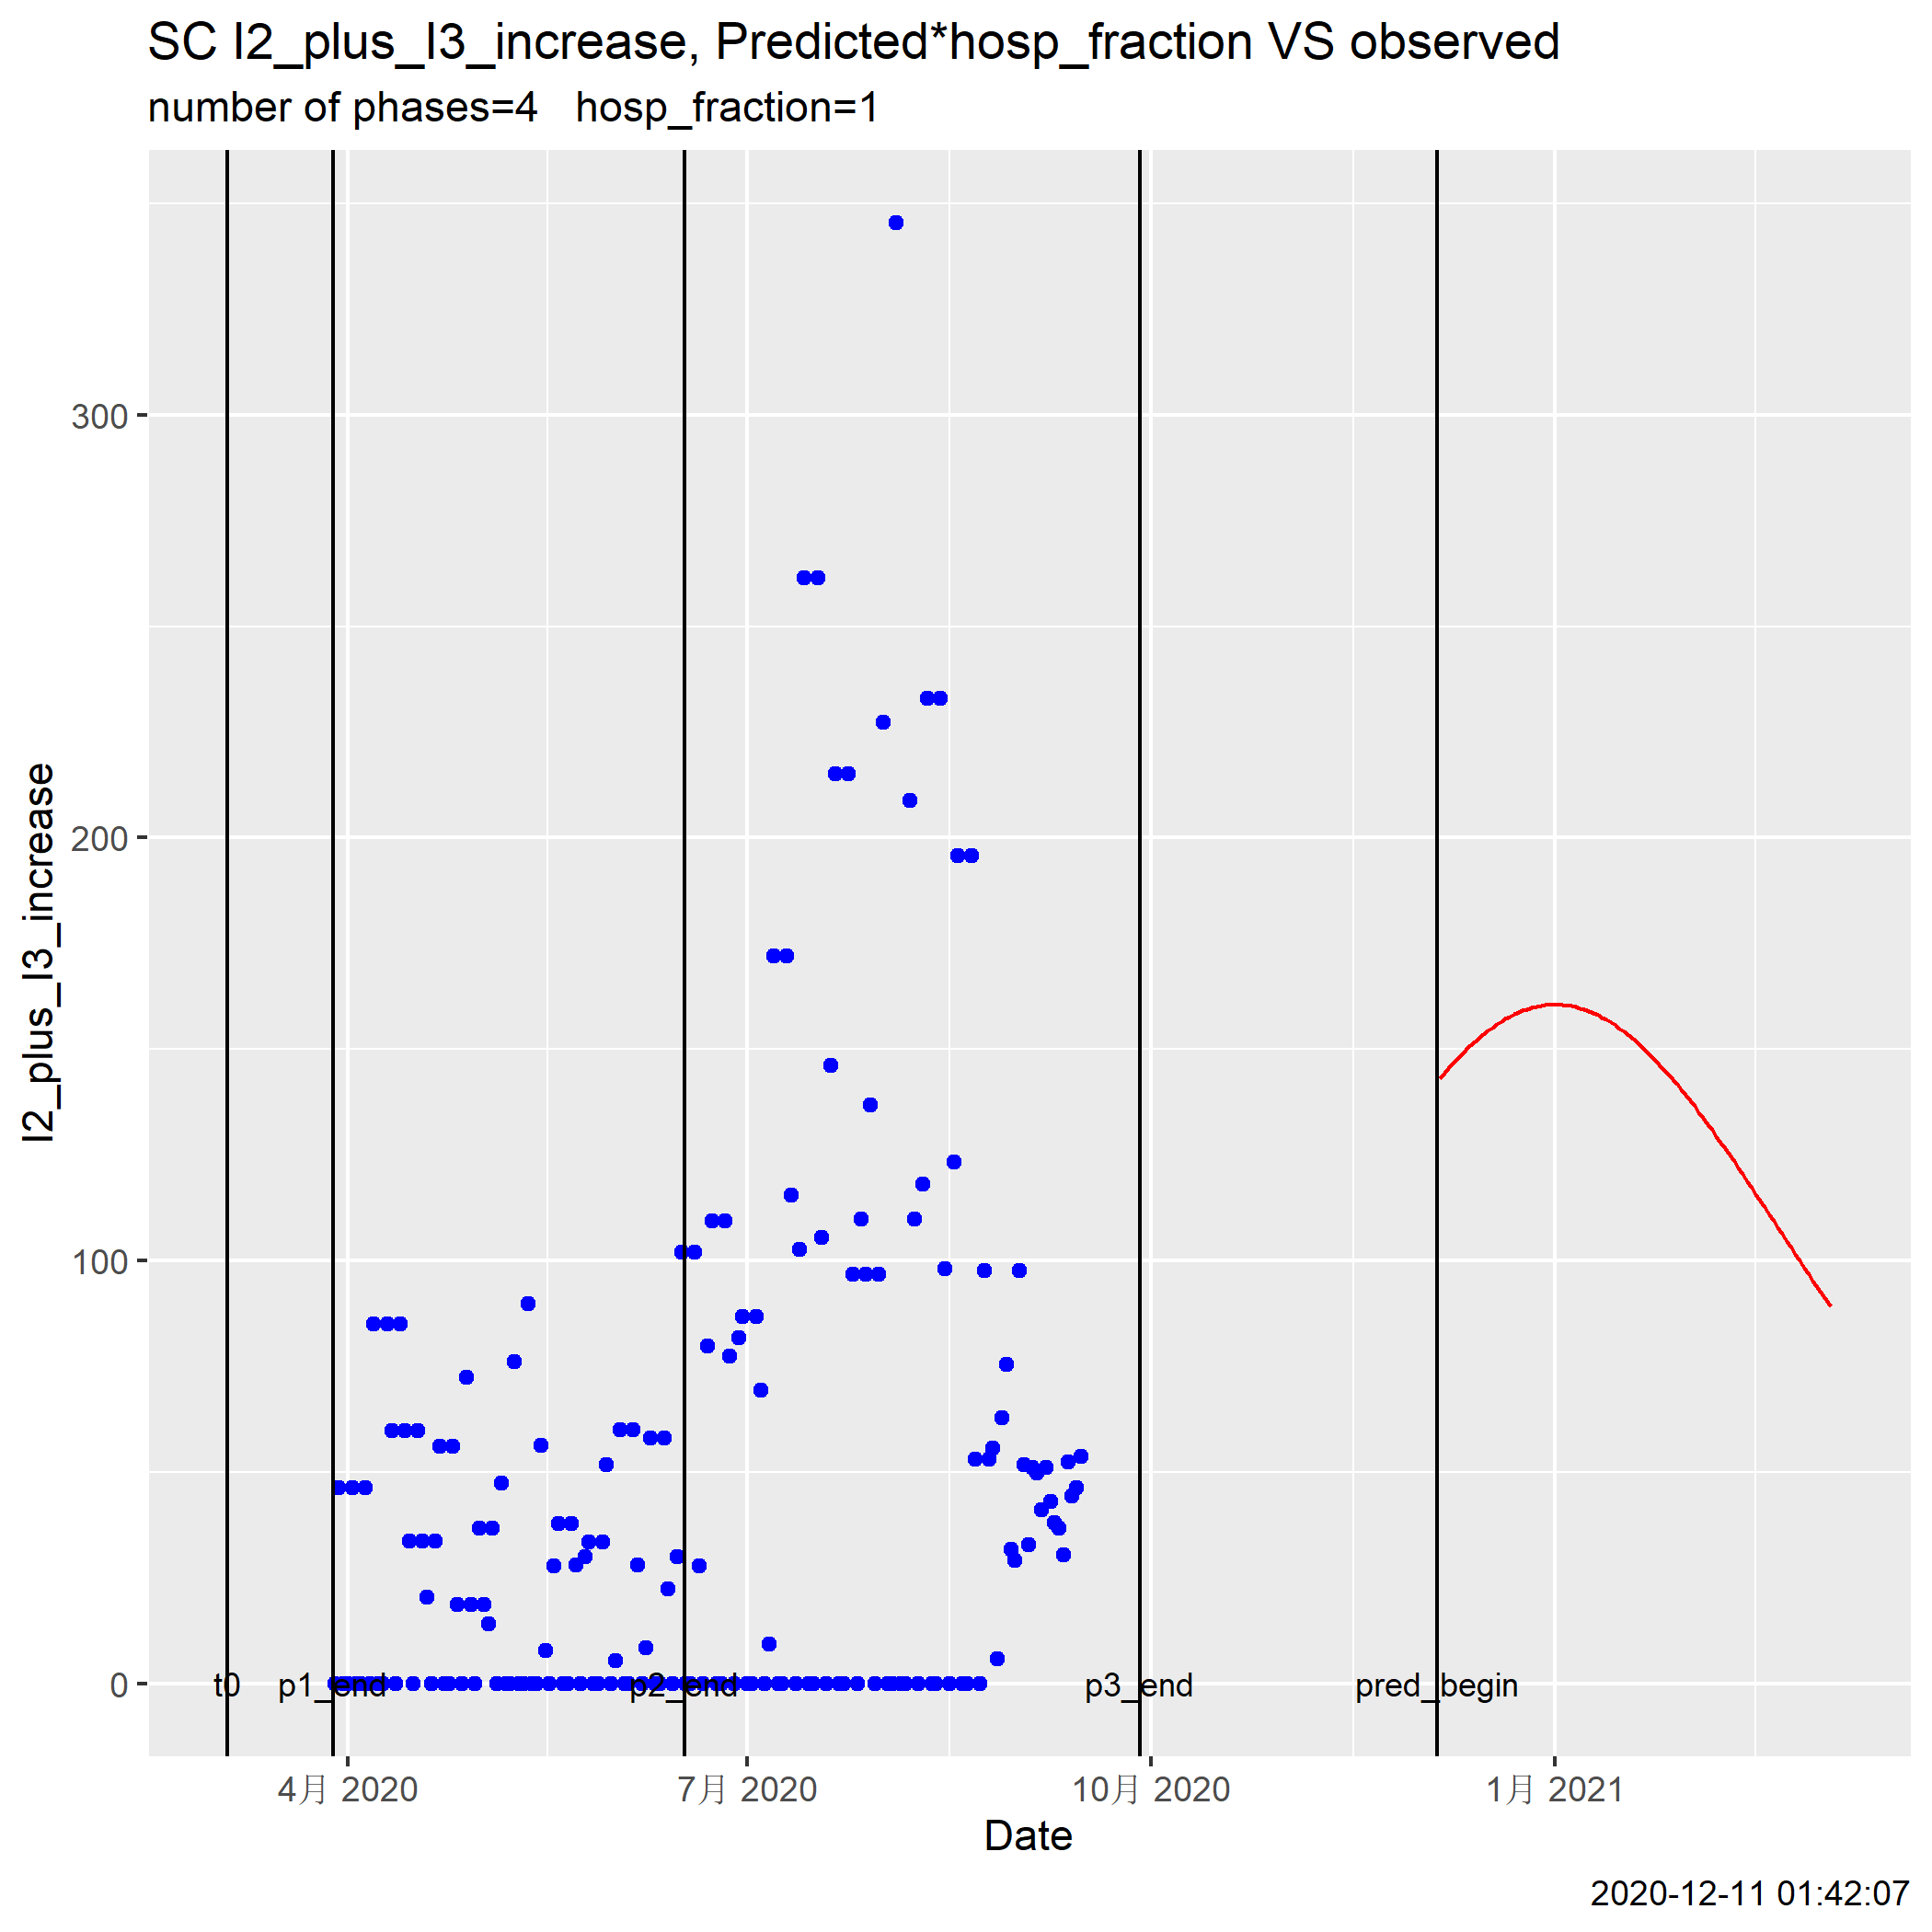 SC I2_plus_I3_increase, Predicted*hosp_fraction VS observed
number of phases=4 hosp_fraction=1
I2_plus_I3_increase
300
200
100
0
t0
p1_end
p2_end
p3_end
pred_begin
4月 2020
7月 2020
10月 2020
1月 2021
Date
2020-12-11 01:42:07